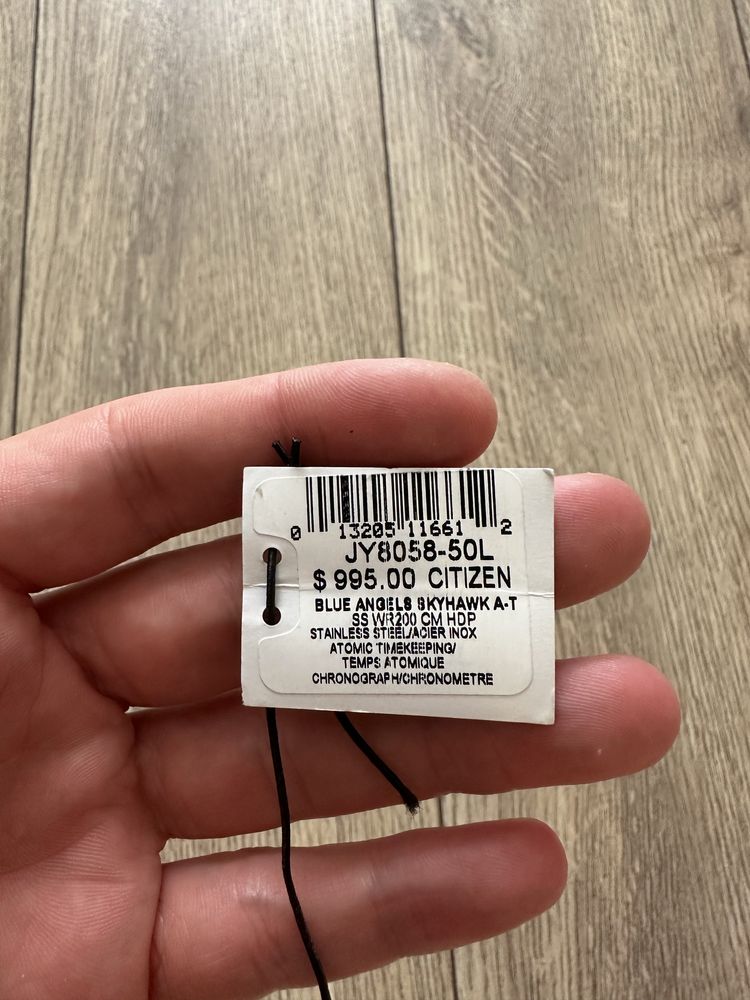 0 13205 11661 2
JY8058-50L
$ 995.00 CITIZEN
BLUE ANGELS SKYHAWK A-T
SS WR200 CM HDP
STAINLESS STEEL/ACIER INOX
ATOMIC TIMEKEEPING/
TEMPS ATOMIQUE
CHRONOGRAPH/CHRONOMETRE